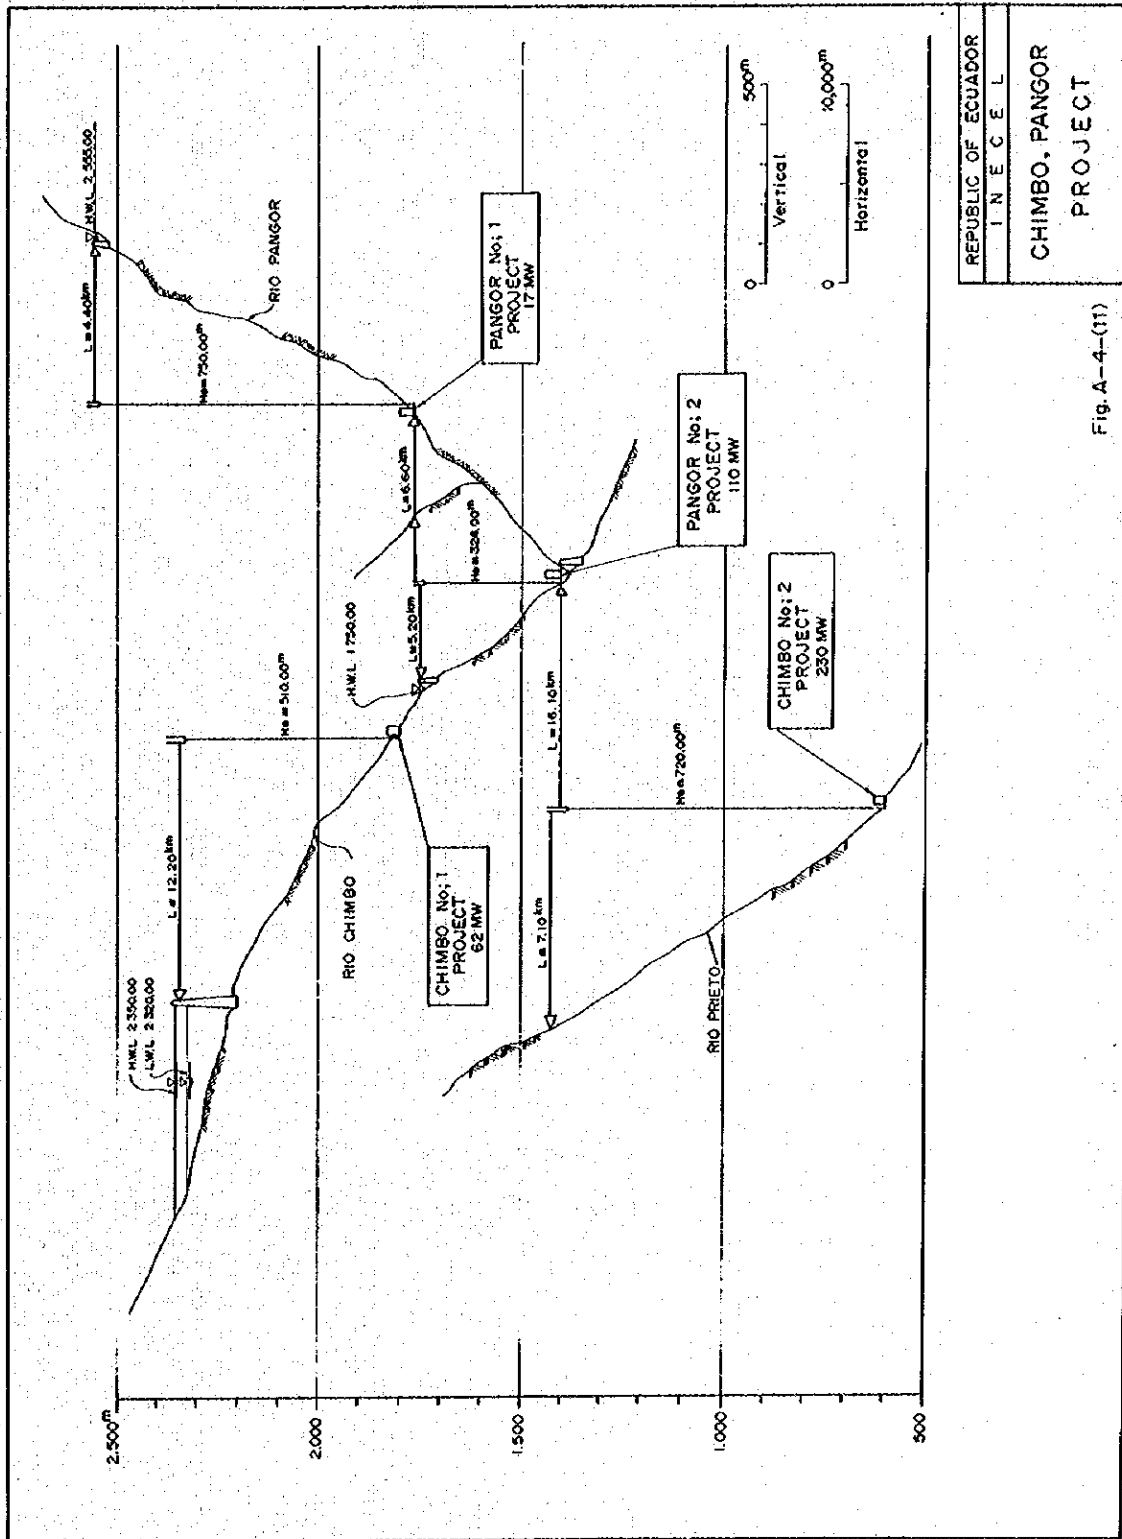 2.500m
2.000
1.500
1.000
500
H.W.L 2350.00
L.W.L 2320.00
L = 12.20km
He=510.00m
RIO CHIMBO
CHIMBO No; 1
PROJECT
62 MW
H.W.L 1750.00
L=5.20km
L=6.60km
He=324.00m
L=4.40km
H.W.L 2 555.00
He=750.00m
RIO PANGOR
PANGOR No; 1
PROJECT
17 MW
PANGOR No; 2
PROJECT
110 MW
L = 16.10km
L = 7.10km
He=720.00m
RIO PRIETO
CHIMBO No; 2
PROJECT
230 MW
0
500m
Vertical
0
10,000m
Horizontal
REPUBLIC OF ECUADOR
I N E C E L
CHIMBO, PANGOR
PROJECT
Fig. A-4-(11)